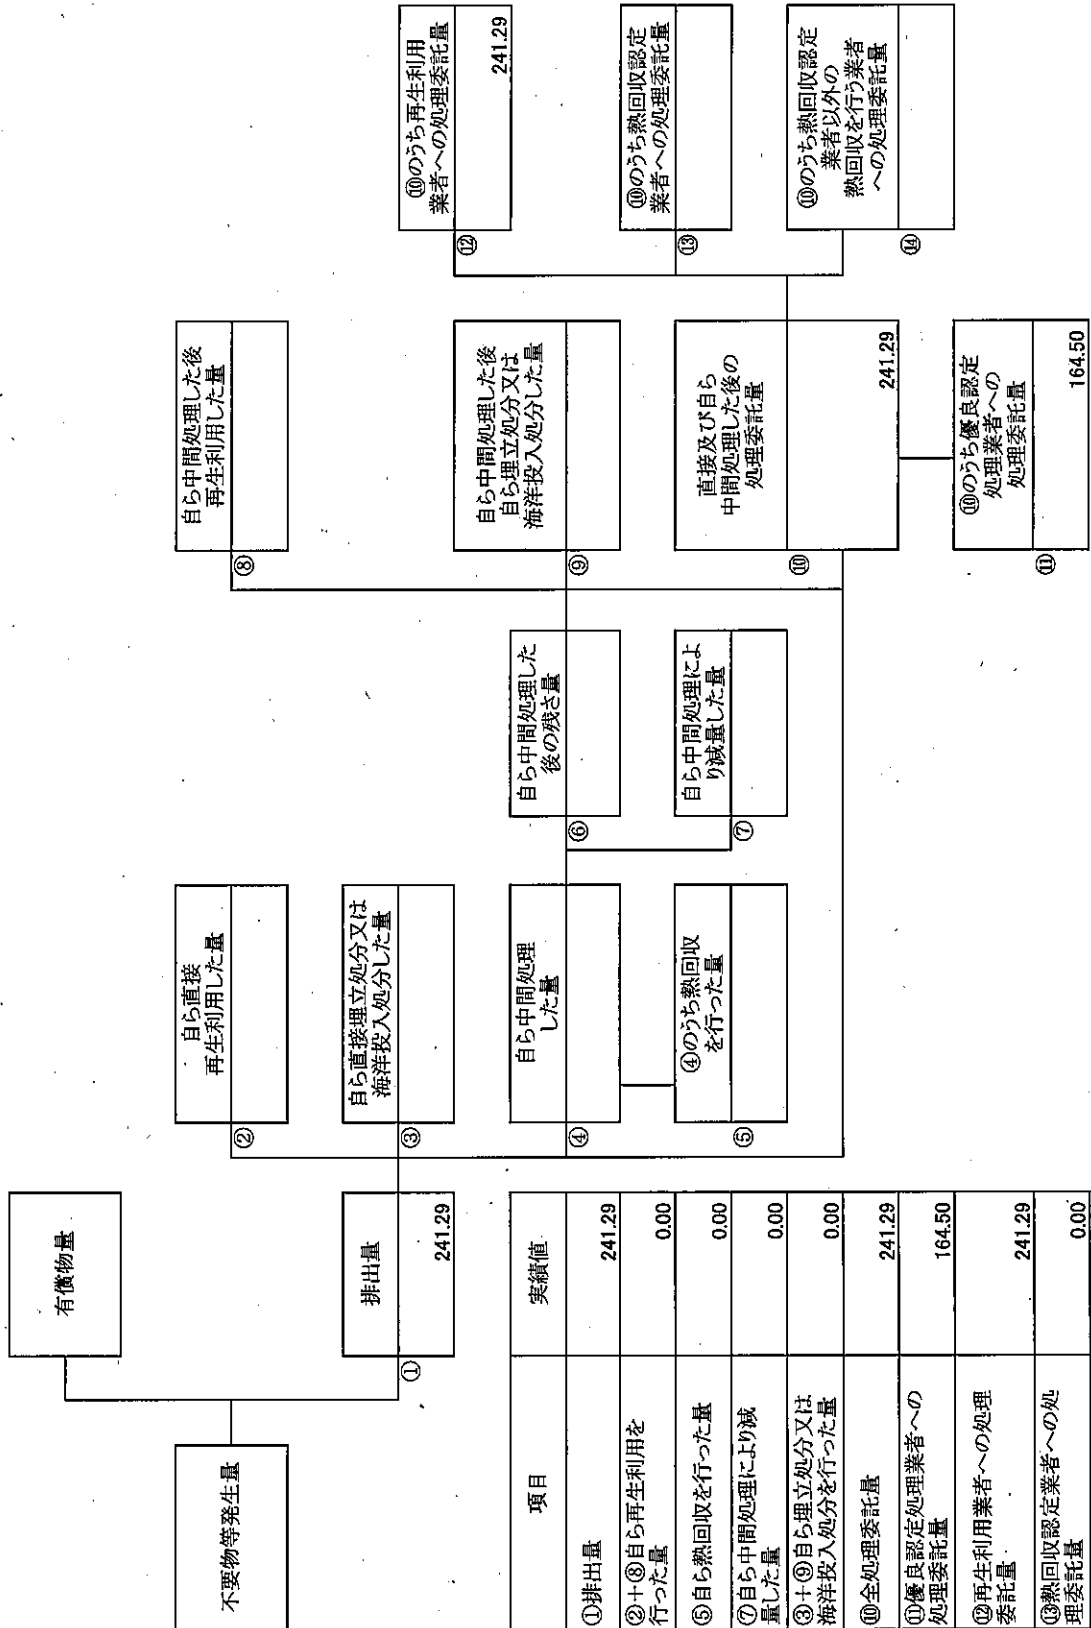 有償物量
不要物等発生量
排出量
①
241.29
自ら直接
再生利用した量
②
自ら直接埋立処分又は
海洋投入処分した量
③
自ら中間処理
した量
④
④のうち熱回収
を行った量
⑤
自ら中間処理した
後の残さ量
⑥
自ら中間処理によ
り減量した量
⑦
自ら中間処理した後
再生利用した量
⑧
自ら中間処理した後
自ら埋立処分又は
海洋投入処分した量
⑨
直接及び自ら
中間処理した後の
処理委託量
⑩
241.29
⑩のうち優良認定
処理業者への
処理委託量
⑪
164.50
⑩のうち再生利用
業者への処理委託量
⑫
241.29
⑩のうち熱回収認定
業者への処理委託量
⑬
⑩のうち熱回収認定
業者以外の
熱回収を行う業者
への処理委託量
⑭
項目 実績値
①排出量 241.29
②+⑧自ら再生利用を
行った量 0.00
⑤自ら熱回収を行った量 0.00
⑦自ら中間処理により減
量した量 0.00
③+⑨自ら埋立処分又は
海洋投入処分を行った量 0.00
⑩全処理委託量 241.29
⑪優良認定処理業者への
処理委託量 164.50
⑫再生利用業者への処理
委託量 241.29
⑬熱回収認定業者への処
理委託量 0.00